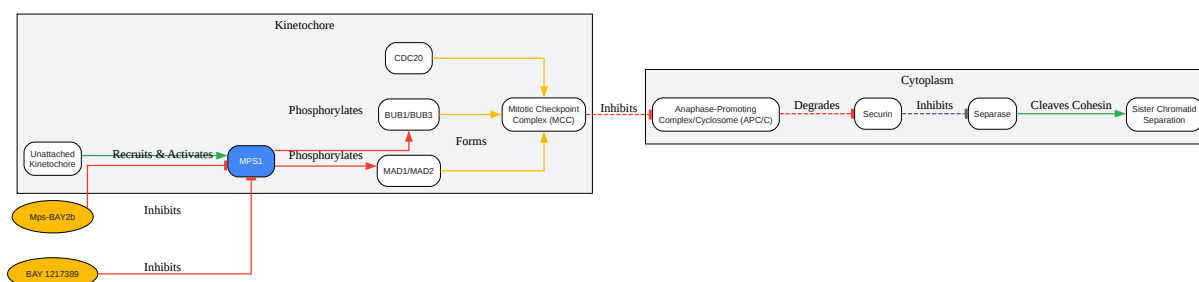 Kinetochore
CDC20
Cytoplasm
Phosphorylates
BUB1/BUB3
Mitotic Checkpoint
Complex (MCC)
Inhibits
Anaphase-Promoting
Complex/Cyclosome (APC/C)
Degrades
Securin
Inhibits
Separase
Cleaves Cohesin
Sister Chromatid
Separation
Forms
Unattached
Kinetochore
Recruits & Activates
MPS1
Phosphorylates
MAD1/MAD2
Mps-BAY2b
Inhibits
BAY 1217389
Inhibits